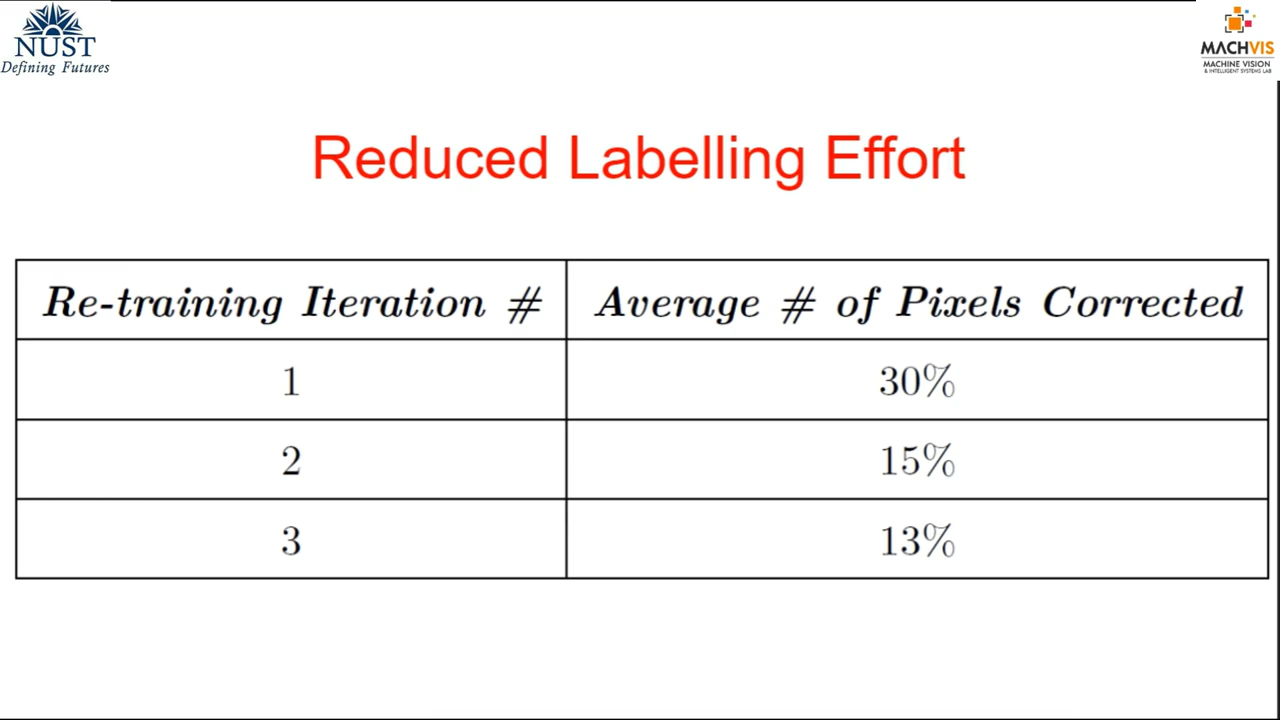 NUST
Defining Futures
MACHVIS
MACHINE VISION
& INTELLIGENT SYSTEMS LAB
Reduced Labelling Effort
Re-training Iteration # Average # of Pixels Corrected
1 30%
2 15%
3 13%